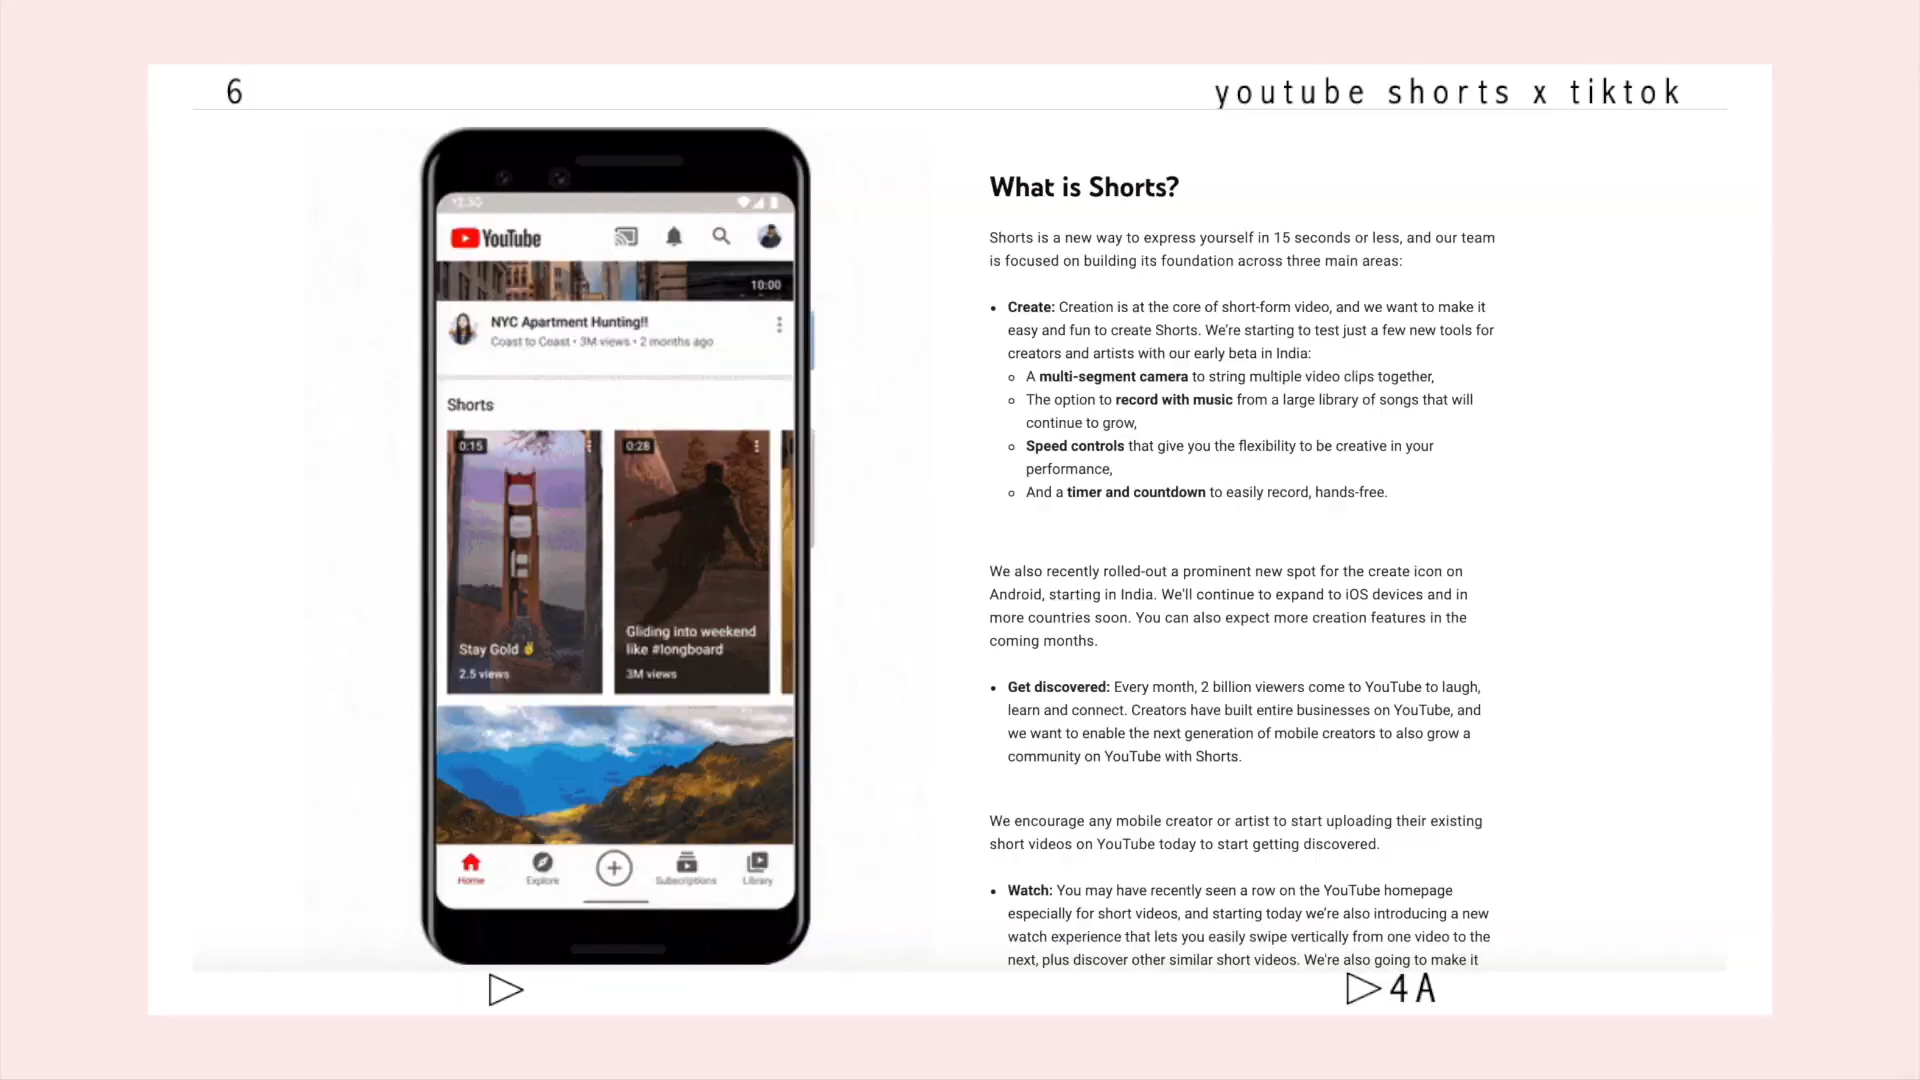 6
youtube shorts x tiktok
12:30
YouTube
10:00
NYC Apartment Hunting!!
Coast to Coast • 3M views • 2 months ago
Shorts
0:15
Stay Gold ✌
2.5 views
0:28
Gliding into weekend
like #longboard
3M views
Home
Explore
Subscriptions
Library
What is Shorts?
Shorts is a new way to express yourself in 15 seconds or less, and our team
is focused on building its foundation across three main areas:
• Create: Creation is at the core of short-form video, and we want to make it
easy and fun to create Shorts. We’re starting to test just a few new tools for
creators and artists with our early beta in India:
◦ A multi-segment camera to string multiple video clips together,
◦ The option to record with music from a large library of songs that will
continue to grow,
◦ Speed controls that give you the flexibility to be creative in your
performance,
◦ And a timer and countdown to easily record, hands-free.
We also recently rolled-out a prominent new spot for the create icon on
Android, starting in India. We'll continue to expand to iOS devices and in
more countries soon. You can also expect more creation features in the
coming months.
• Get discovered: Every month, 2 billion viewers come to YouTube to laugh,
learn and connect. Creators have built entire businesses on YouTube, and
we want to enable the next generation of mobile creators to also grow a
community on YouTube with Shorts.
We encourage any mobile creator or artist to start uploading their existing
short videos on YouTube today to start getting discovered.
• Watch: You may have recently seen a row on the YouTube homepage
especially for short videos, and starting today we’re also introducing a new
watch experience that lets you easily swipe vertically from one video to the
next, plus discover other similar short videos. We're also going to make it
▷
▷4A